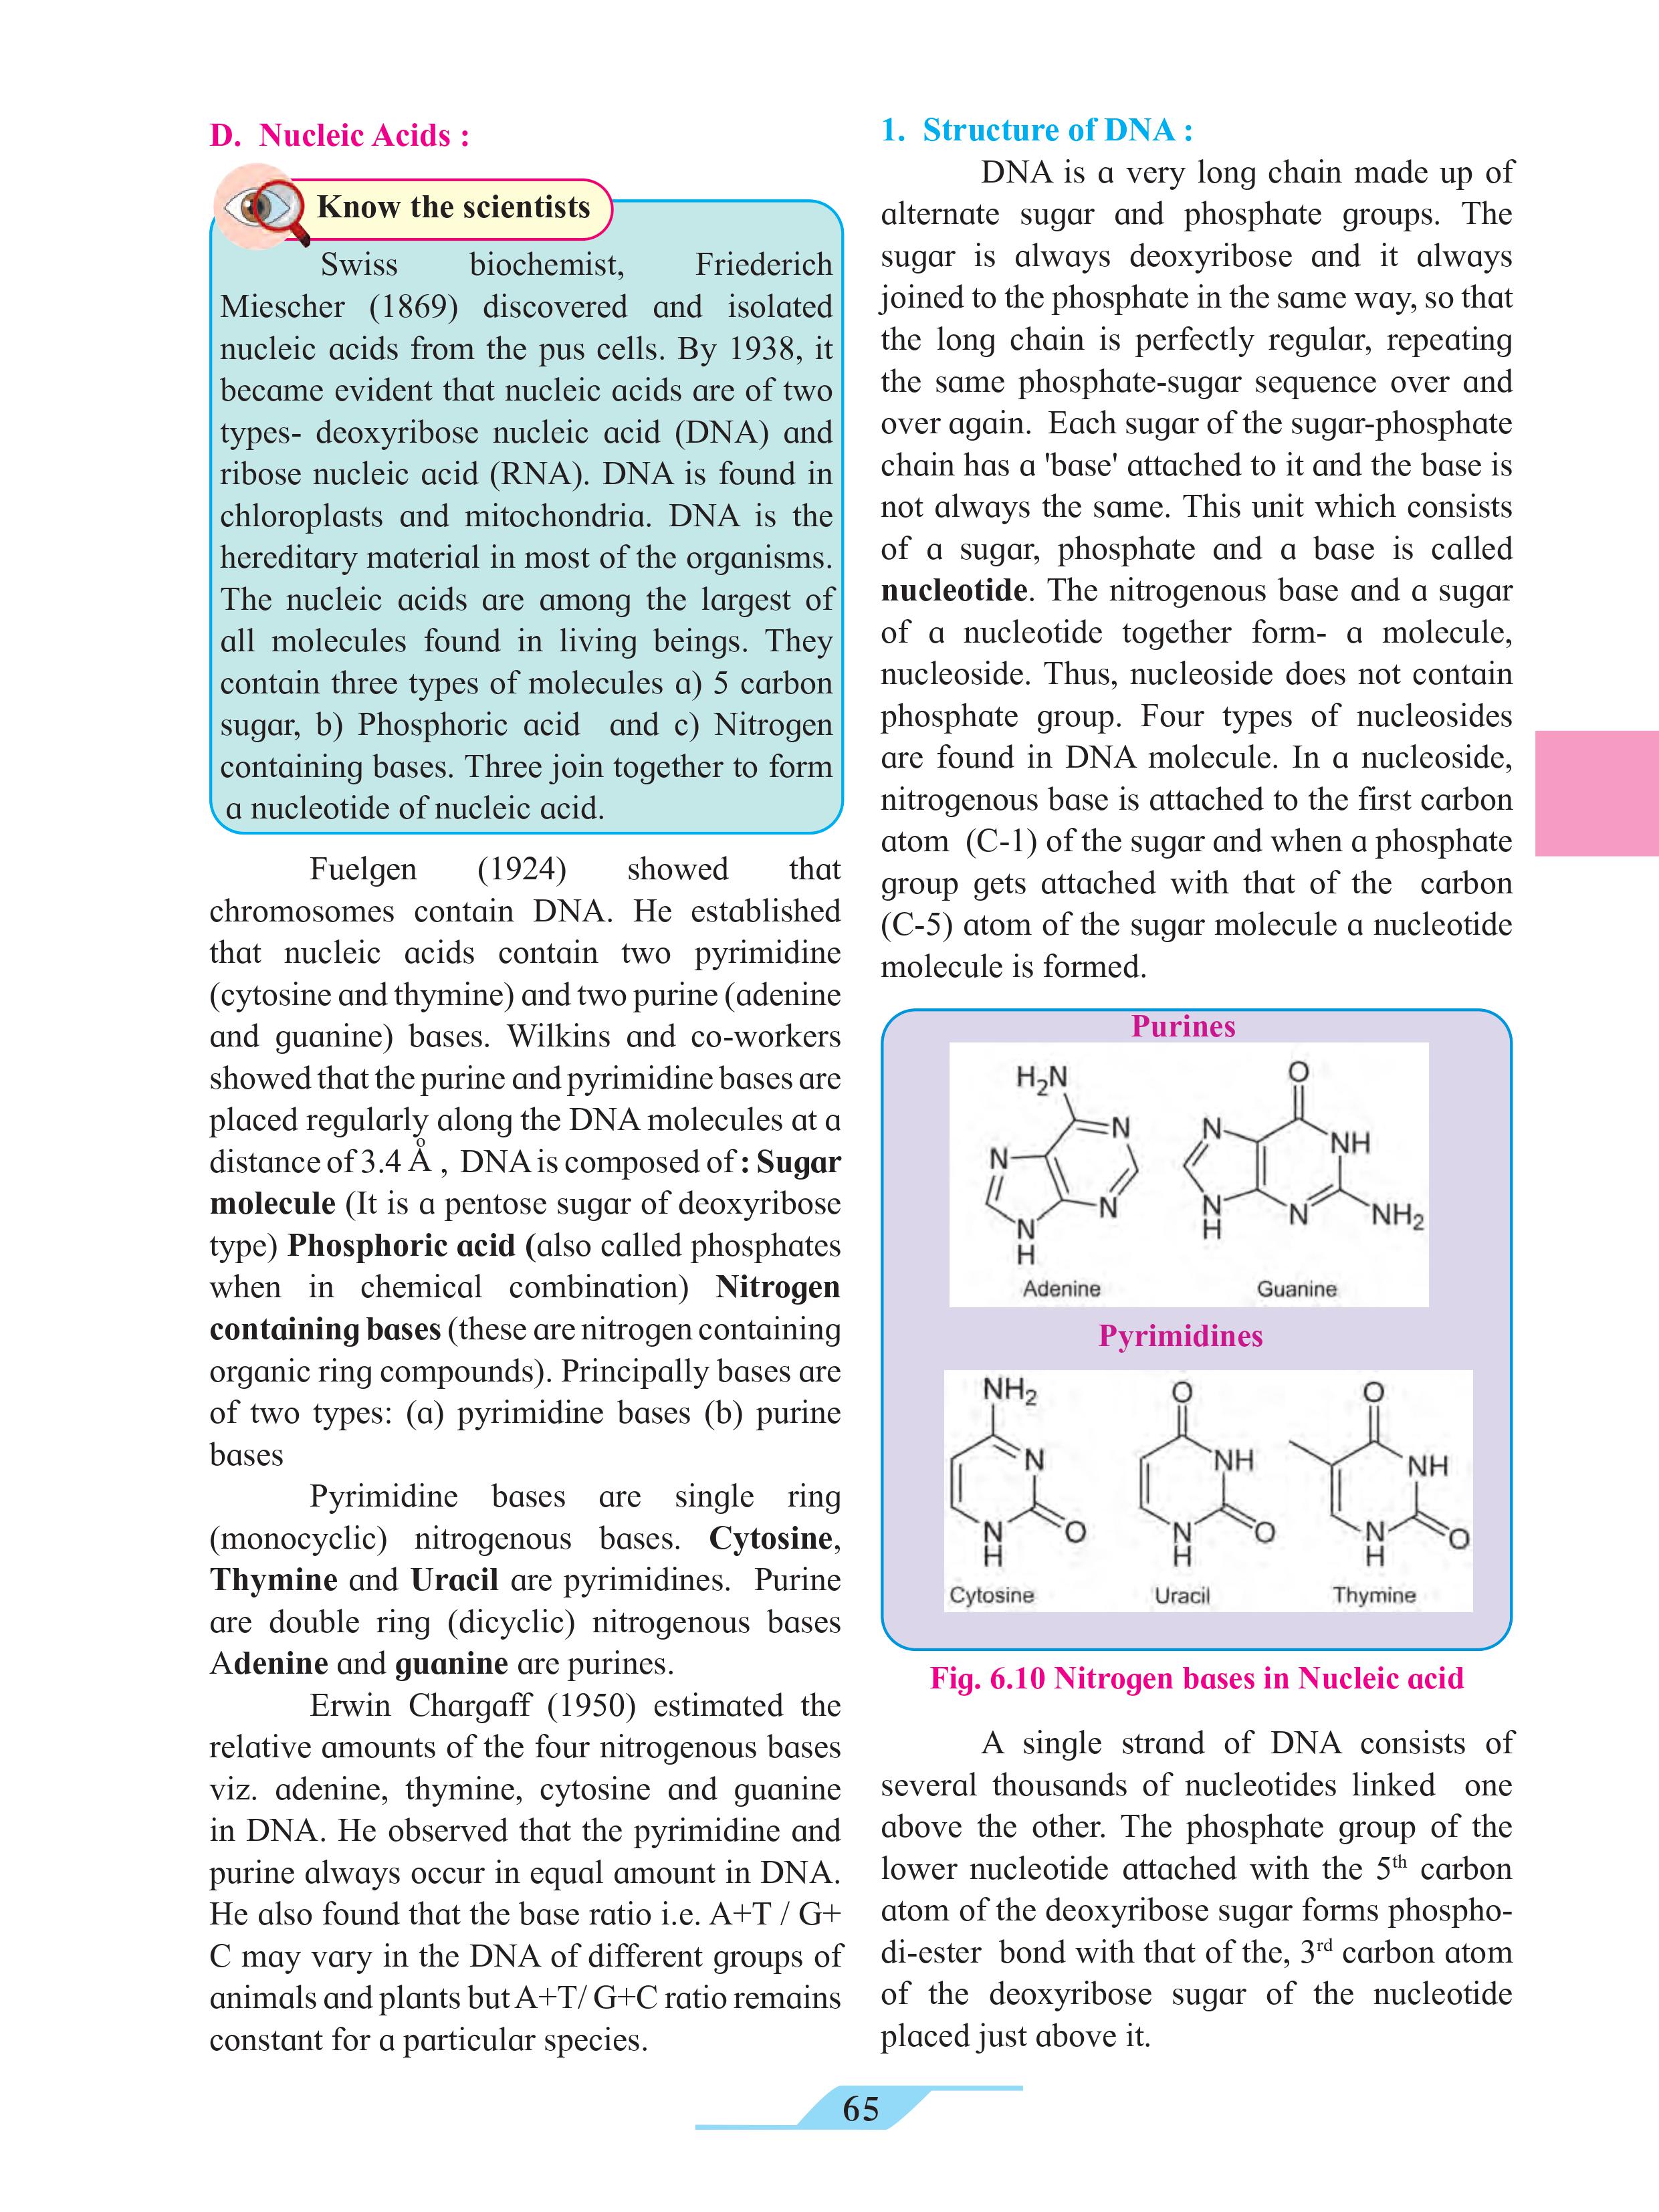 D. Nucleic Acids :
Know the scientists
Swiss biochemist, Friederich
Miescher (1869) discovered and isolated
nucleic acids from the pus cells. By 1938, it
became evident that nucleic acids are of two
types- deoxyribose nucleic acid (DNA) and
ribose nucleic acid (RNA). DNA is found in
chloroplasts and mitochondria. DNA is the
hereditary material in most of the organisms.
The nucleic acids are among the largest of
all molecules found in living beings. They
contain three types of molecules a) 5 carbon
sugar, b) Phosphoric acid and c) Nitrogen
containing bases. Three join together to form
a nucleotide of nucleic acid.
Fuelgen (1924) showed that
chromosomes contain DNA. He established
that nucleic acids contain two pyrimidine
(cytosine and thymine) and two purine (adenine
and guanine) bases. Wilkins and co-workers
showed that the purine and pyrimidine bases are
placed regularly along the DNA molecules at a
distance of 3.4 Å , DNA is composed of : Sugar
molecule (It is a pentose sugar of deoxyribose
type) Phosphoric acid (also called phosphates
when in chemical combination) Nitrogen
containing bases (these are nitrogen containing
organic ring compounds). Principally bases are
of two types: (a) pyrimidine bases (b) purine
bases
Pyrimidine bases are single ring
(monocyclic) nitrogenous bases. Cytosine,
Thymine and Uracil are pyrimidines. Purine
are double ring (dicyclic) nitrogenous bases
Adenine and guanine are purines.
Erwin Chargaff (1950) estimated the
relative amounts of the four nitrogenous bases
viz. adenine, thymine, cytosine and guanine
in DNA. He observed that the pyrimidine and
purine always occur in equal amount in DNA.
He also found that the base ratio i.e. A+T / G+
C may vary in the DNA of different groups of
animals and plants but A+T/ G+C ratio remains
constant for a particular species.
1. Structure of DNA :
DNA is a very long chain made up of
alternate sugar and phosphate groups. The
sugar is always deoxyribose and it always
joined to the phosphate in the same way, so that
the long chain is perfectly regular, repeating
the same phosphate-sugar sequence over and
over again. Each sugar of the sugar-phosphate
chain has a 'base' attached to it and the base is
not always the same. This unit which consists
of a sugar, phosphate and a base is called
nucleotide. The nitrogenous base and a sugar
of a nucleotide together form- a molecule,
nucleoside. Thus, nucleoside does not contain
phosphate group. Four types of nucleosides
are found in DNA molecule. In a nucleoside,
nitrogenous base is attached to the first carbon
atom (C-1) of the sugar and when a phosphate
group gets attached with that of the carbon
(C-5) atom of the sugar molecule a nucleotide
molecule is formed.
Purines
H2N O
N N NH
N
N N N NH2
N H
H
Adenine Guanine
Pyrimidines
NH2 O O
N NH NH
N O N O N O
H H H
Cytosine Uracil Thymine
Fig. 6.10 Nitrogen bases in Nucleic acid
A single strand of DNA consists of
several thousands of nucleotides linked one
above the other. The phosphate group of the
lower nucleotide attached with the 5th carbon
atom of the deoxyribose sugar forms phospho-
di-ester bond with that of the, 3rd carbon atom
of the deoxyribose sugar of the nucleotide
placed just above it.
65